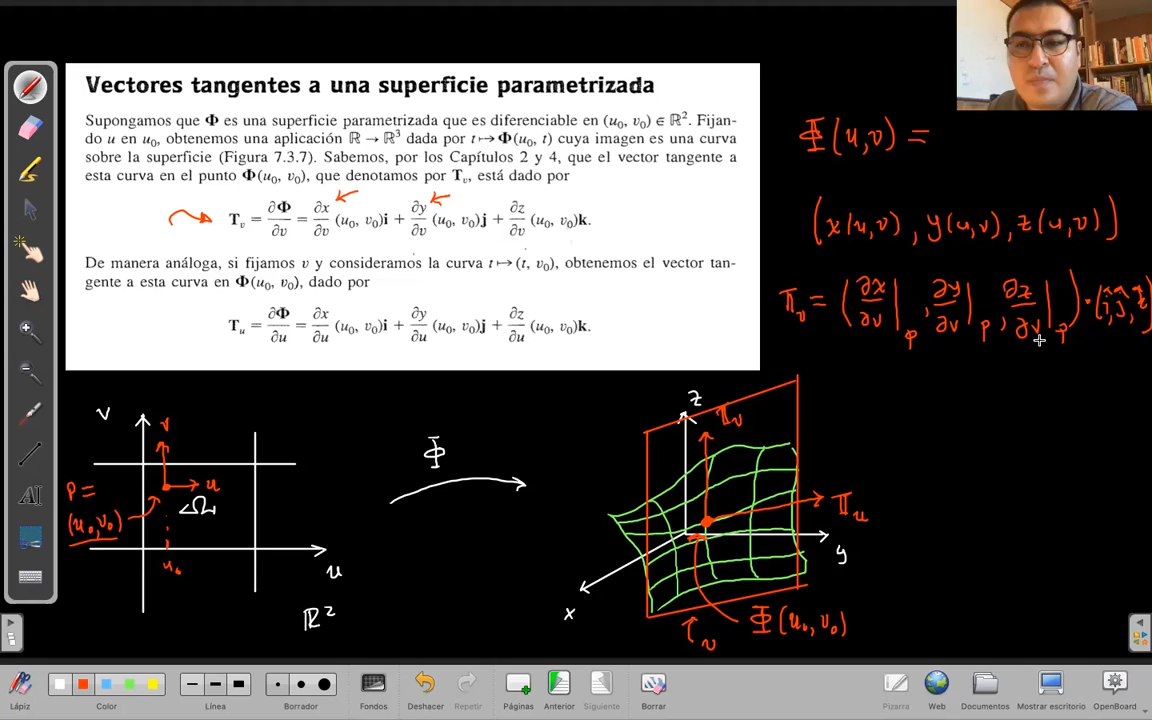 Vectores tangentes a una superficie parametrizada
Supongamos que Φ es una superficie parametrizada que es diferenciable en (u₀, v₀) ∈ ℝ². Fijan-
do u en u₀, obtenemos una aplicación ℝ → ℝ³ dada por t ↦ Φ(u₀, t) cuya imagen es una curva
sobre la superficie (Figura 7.3.7). Sabemos, por los Capítulos 2 y 4, que el vector tangente a
esta curva en el punto Φ(u₀, v₀), que denotamos por Tᵥ, está dado por
Tᵥ = ∂Φ/∂v = ∂x/∂v (u₀, v₀)i + ∂y/∂v (u₀, v₀)j + ∂z/∂v (u₀, v₀)k.
De manera análoga, si fijamos v y consideramos la curva t ↦ (t, v₀), obtenemos el vector tan-
gente a esta curva en Φ(u₀, v₀), dado por
Tᵤ = ∂Φ/∂u = ∂x/∂u (u₀, v₀)i + ∂y/∂u (u₀, v₀)j + ∂z/∂u (u₀, v₀)k.
Φ(u,v) =
(x(u,v), y(u,v), z(u,v))
𝕋ᵥ = (∂x/∂v|p, ∂y/∂v|p, ∂z/∂v|p) · (i, j, k
v
v
u
Ω
p =
(u₀,v₀)
u₀
u
ℝ²
Φ
z
𝕋ᵥ
𝕋ᵤ
y
x
Φ(u₀,v₀)
Lápiz
Color
Línea
Borrador
Fondos
Deshacer
Repetir
Páginas
Anterior
Siguiente
Borrar
Pizarra
Web
Documentos
Mostrar escritorio
OpenBoard